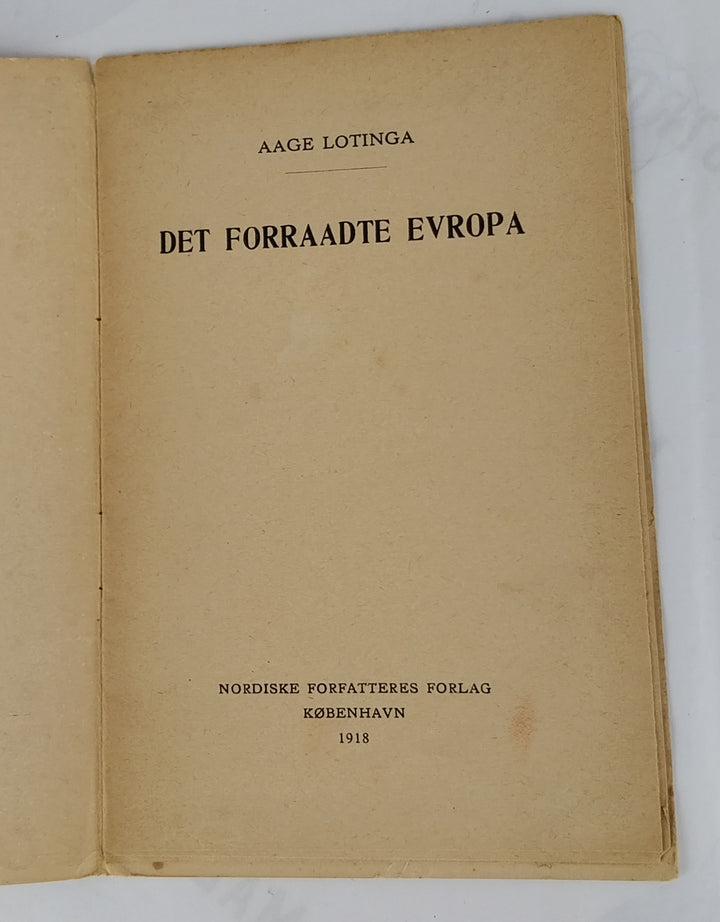 AAGE LOTINGA
DET FORRAADTE EVROPA
NORDISKE FORFATTERES FORLAG
KØBENHAVN
1918